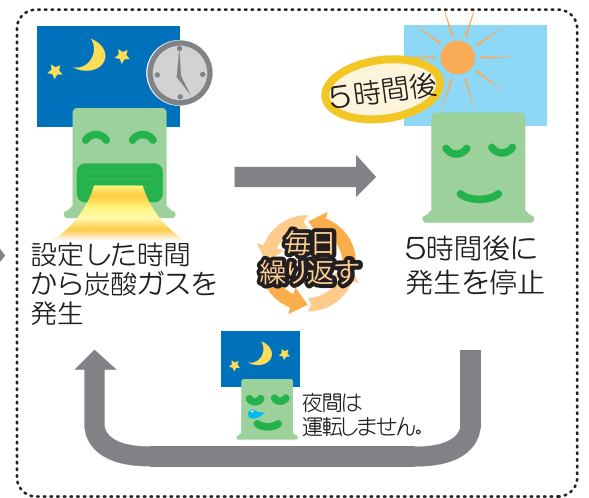 5時間後
設定した時間
から炭酸ガスを
発生
毎日
繰り返す
5時間後に
発生を停止
夜間は
運転しません。